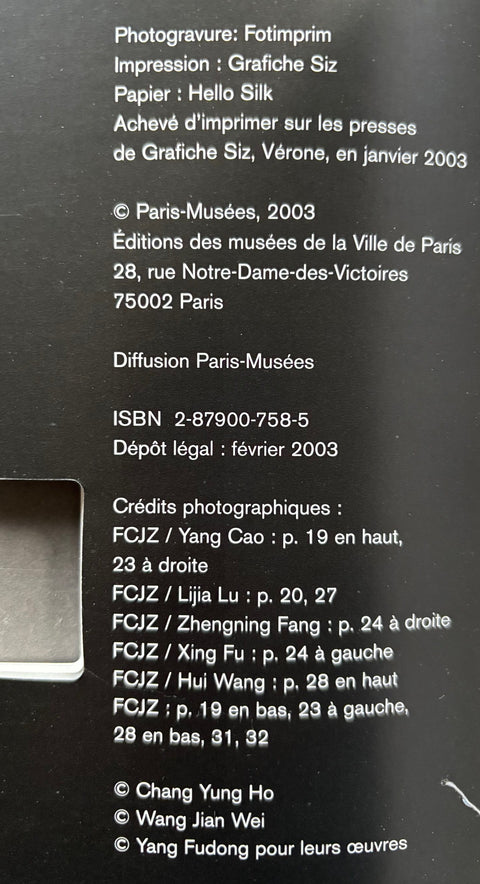 Photogravure: Fotimprim
Impression : Grafiche Siz
Papier : Hello Silk
Achevé d'imprimer sur les presses
de Grafiche Siz, Vérone, en janvier 2003
© Paris-Musées, 2003
Éditions des musées de la Ville de Paris
28, rue Notre-Dame-des-Victoires
75002 Paris
Diffusion Paris-Musées
ISBN 2-87900-758-5
Dépôt légal : février 2003
Crédits photographiques :
FCJZ / Yang Cao : p. 19 en haut,
23 à droite
FCJZ / Lijia Lu : p. 20, 27
FCJZ / Zhengning Fang : p. 24 à droite
FCJZ / Xing Fu : p. 24 à gauche
FCJZ / Hui Wang : p. 28 en haut
FCJZ : p. 19 en bas, 23 à gauche,
28 en bas, 31, 32
© Chang Yung Ho
© Wang Jian Wei
© Yang Fudong pour leurs œuvres